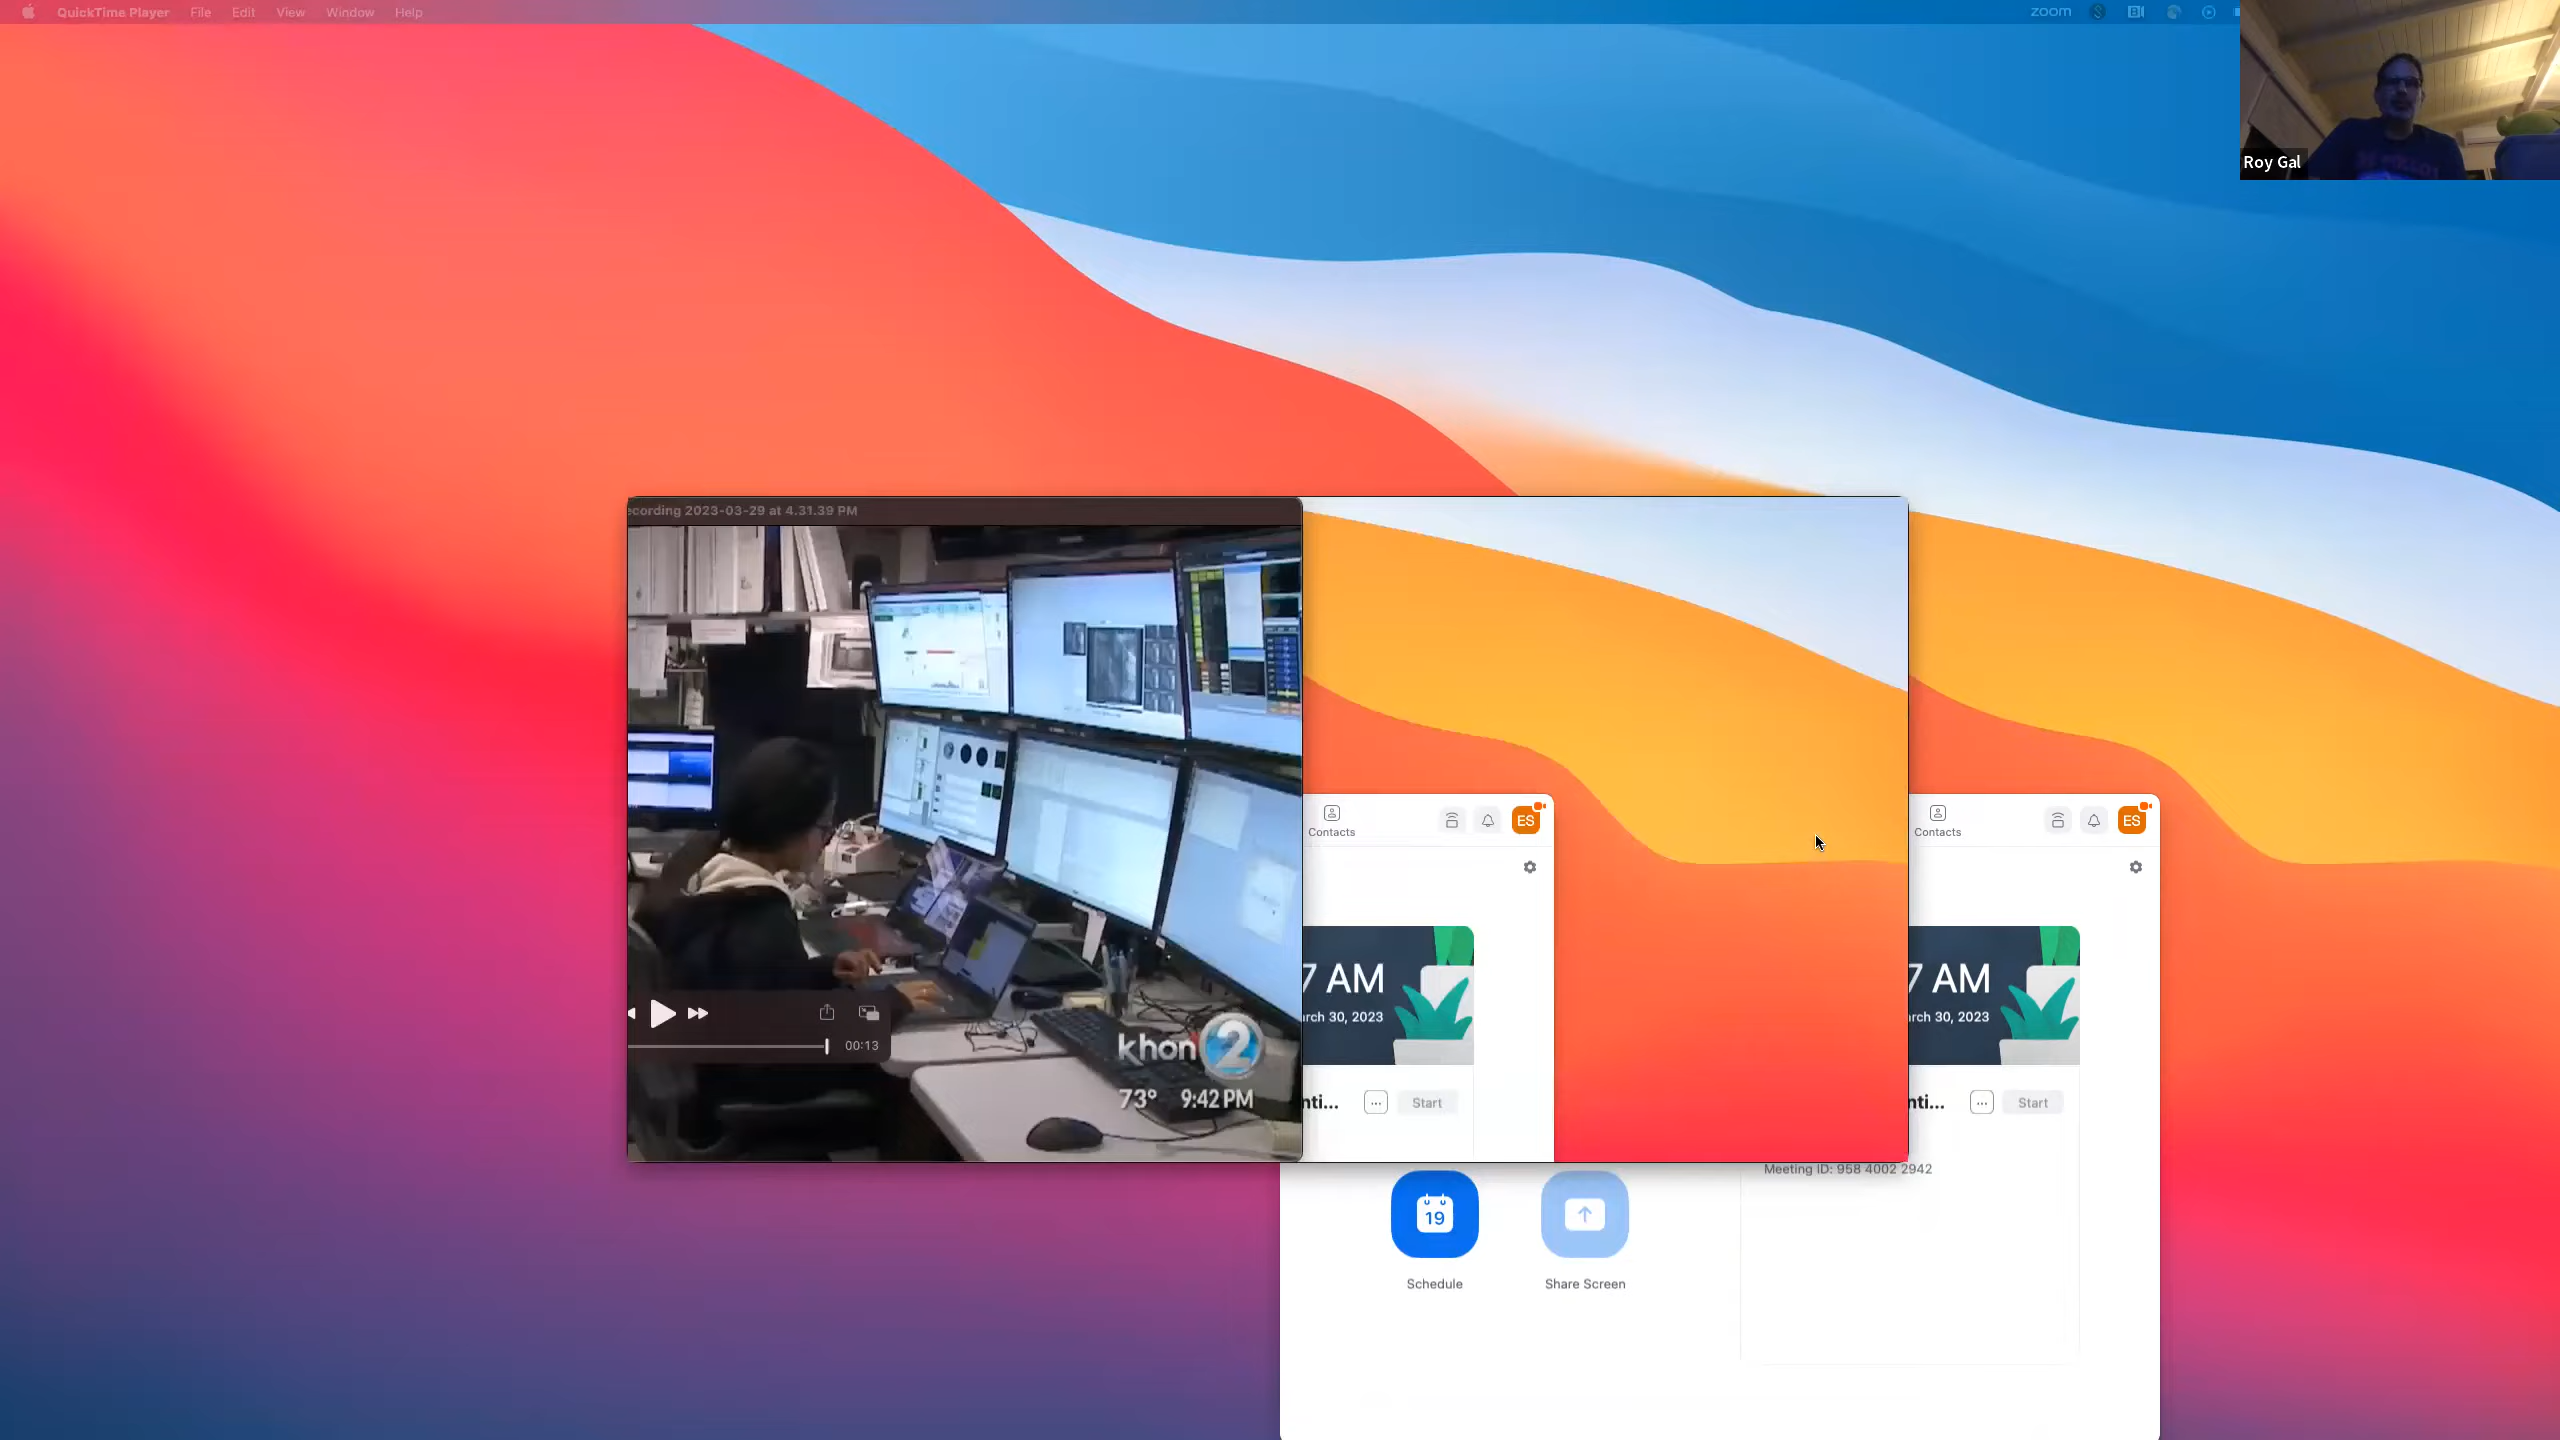 QuickTime Player File Edit View Window Help
zoom
Roy Gal
ecording 2023-03-29 at 4.31.39 PM
Contacts ES
Contacts ES
7 AM
7 AM
rch 30, 2023
rch 30, 2023
00:13
khon 2
73° 9:42 PM
nti... Start
nti... Start
Meeting ID: 958 4002 2942
19
Schedule
Share Screen